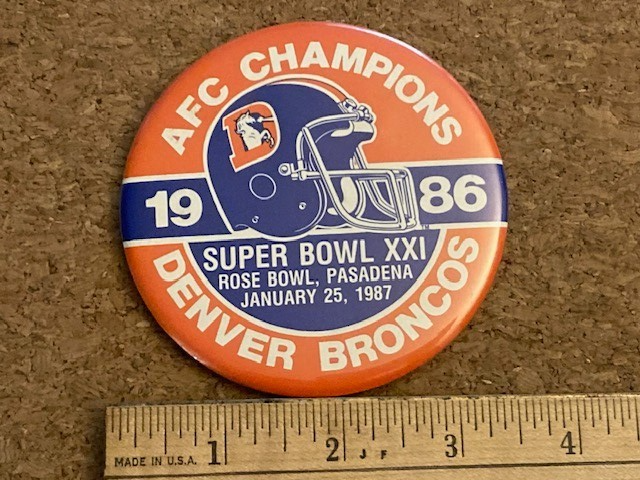 AFC CHAMPIONS
D
19 86
SUPER BOWL XXI
ROSE BOWL, PASADENA
JANUARY 25, 1987
DENVER BRONCOS
1 2 3 4
MADE IN U.S.A. J F